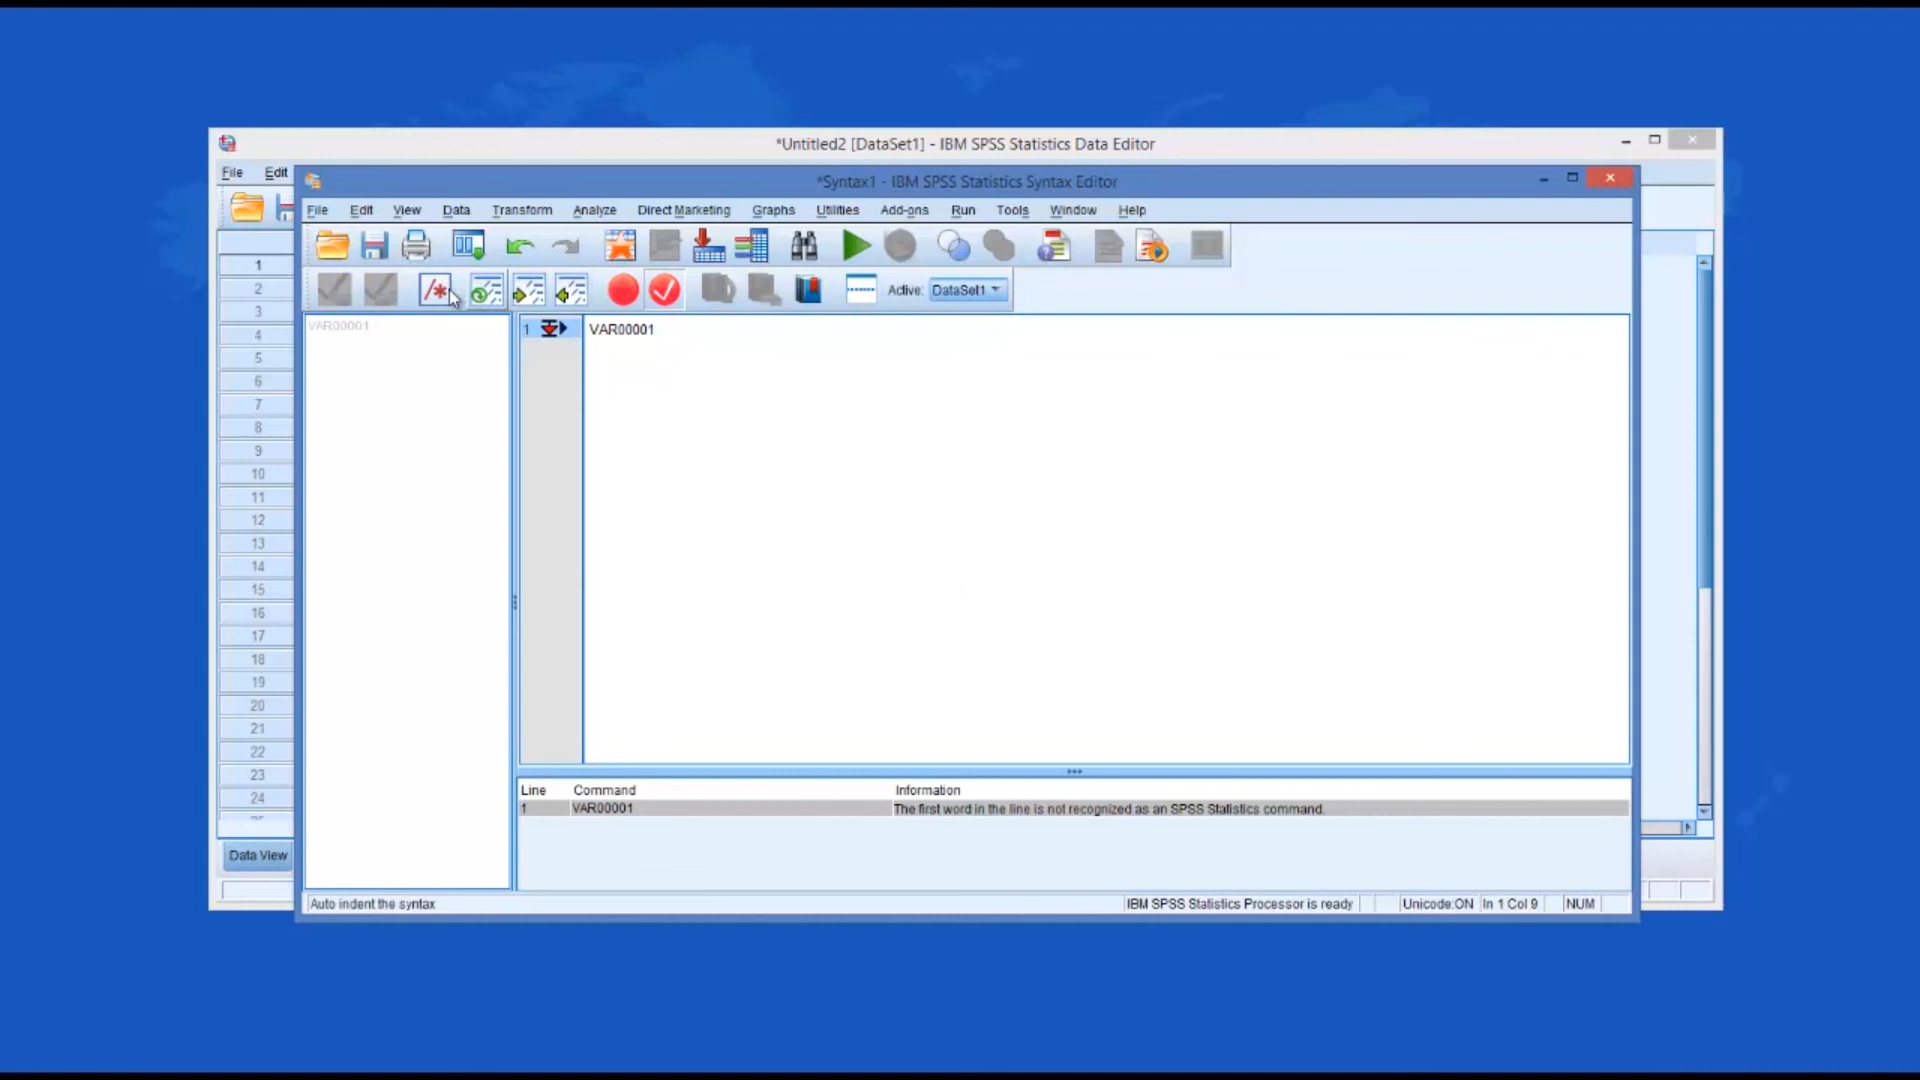 *Untitled2 [DataSet1] - IBM SPSS Statistics Data Editor
File Edit
*Syntax1 - IBM SPSS Statistics Syntax Editor
File Edit View Data Transform Analyze Direct Marketing Graphs Utilities Add-ons Run Tools Window Help
/*
Active: DataSet1
VAR00001
1 VAR00001
1
2
3
4
5
6
7
8
9
10
11
12
13
14
15
16
17
18
19
20
21
22
23
24
Line Command Information
1 VAR00001 The first word in the line is not recognized as an SPSS Statistics command.
Data View
Auto indent the syntax
IBM SPSS Statistics Processor is ready
Unicode:ON
In 1 Col 9
NUM